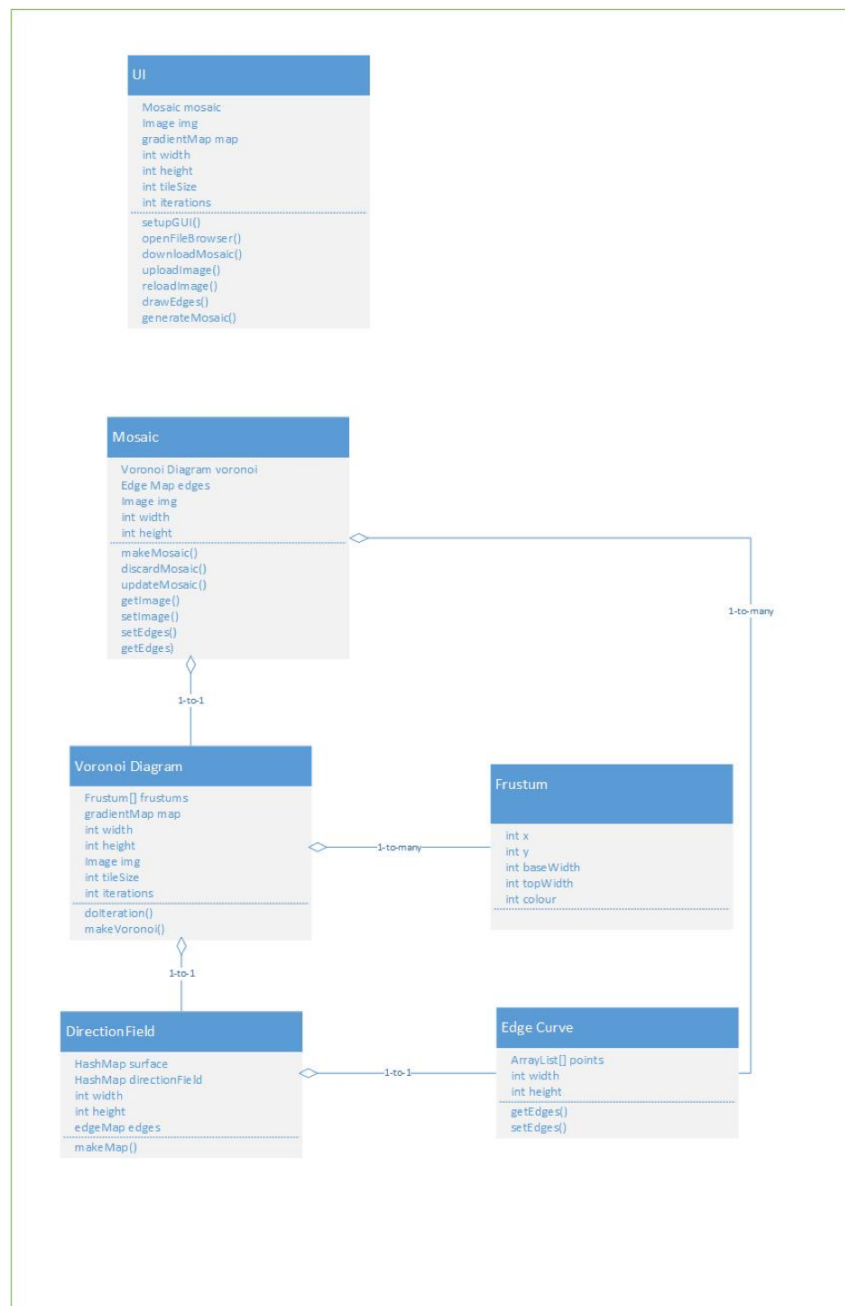 UI
Mosaic mosaic
Image img
gradientMap map
int width
int height
int tileSize
int iterations
setupGUI()
openFileBrowser()
downloadMosaic()
uploadImage()
reloadImage()
drawEdges()
generateMosaic()
Mosaic
Voronoi Diagram voronoi
Edge Map edges
Image img
int width
int height
makeMosaic()
discardMosaic()
updateMosaic()
getImage()
setImage()
setEdges()
getEdges)
1-to-many
1-to-1
Voronoi Diagram
Frustum[] frustums
gradientMap map
int width
int height
Image img
int tileSize
int iterations
doIteration()
makeVoronoi()
1-to-many
Frustum
int x
int y
int baseWidth
int topWidth
int colour
1-to-1
DirectionField
HashMap surface
HashMap directionField
int width
int height
edgeMap edges
makeMap()
1-to-1
Edge Curve
ArrayList[] points
int width
int height
getEdges()
setEdges()